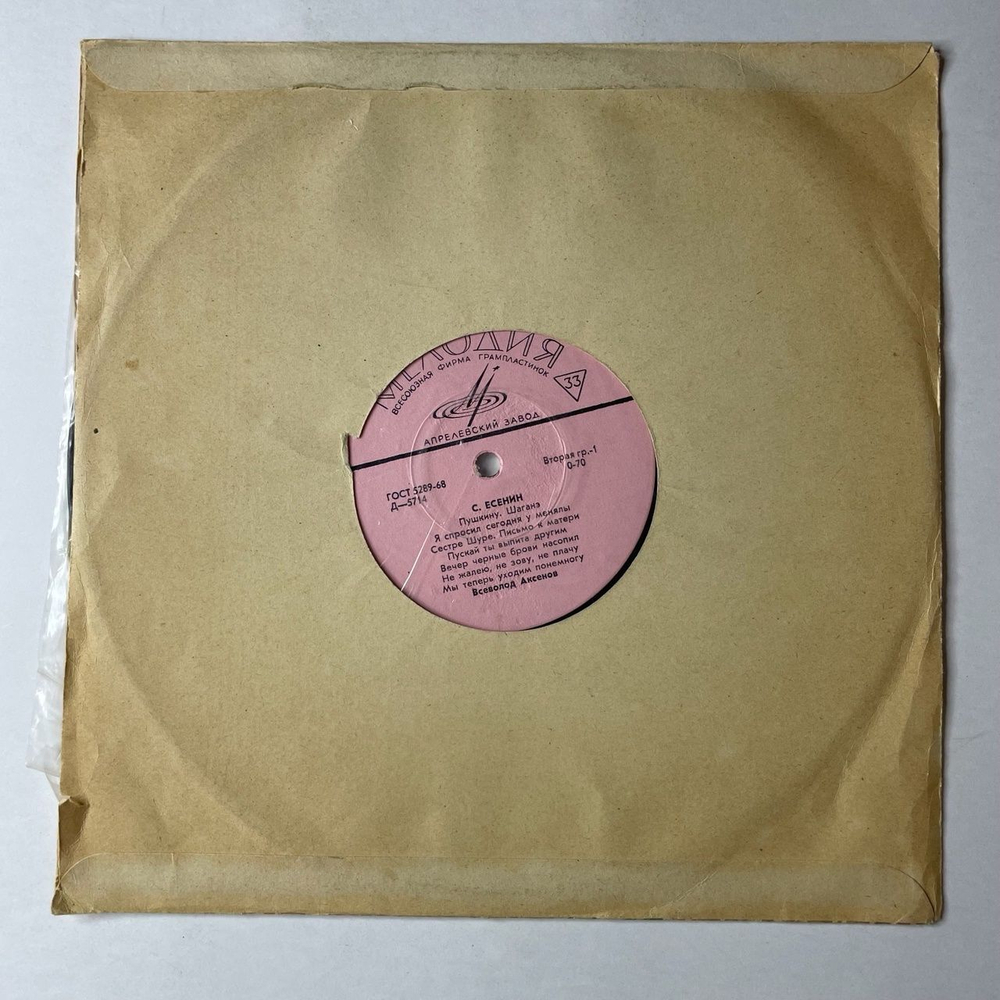 МЕЛОДИЯ
ВСЕСОЮЗНАЯ ФИРМА ГРАМПЛАСТИНОК
33
АПРЕЛЕВСКИЙ ЗАВОД
ГОСТ 5289-68
Д—5714
Вторая гр.-1
0-70
С. ЕСЕНИН
Пушкину. Шаганэ
Я спросил сегодня у менялы
Сестре Шуре. Письмо к матери
Пускай ты выпита другим
Вечер черные брови насопил
Не жалею, не зову, не плачу
Мы теперь уходим понемногу
Всеволод Аксенов